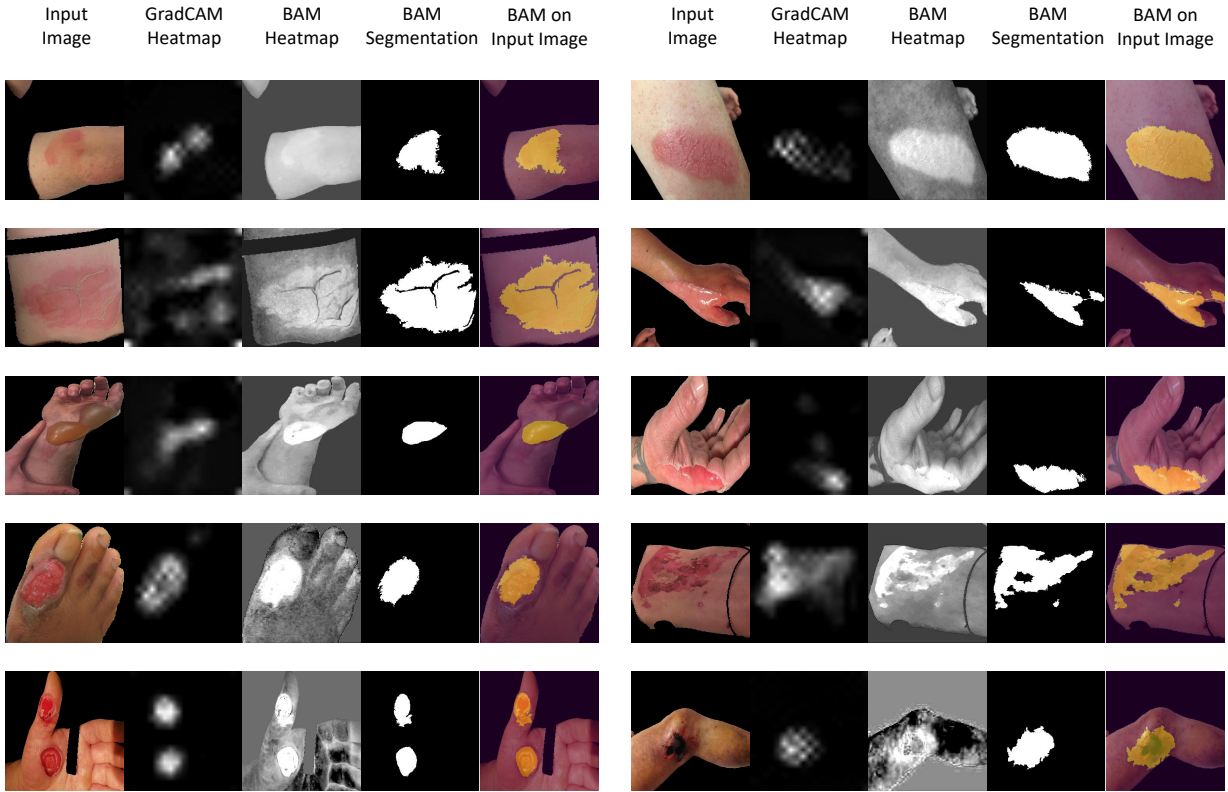 Input
Image
GradCAM
Heatmap
BAM
Heatmap
BAM
Segmentation
BAM on
Input Image
Input
Image
GradCAM
Heatmap
BAM
Heatmap
BAM
Segmentation
BAM on
Input Image